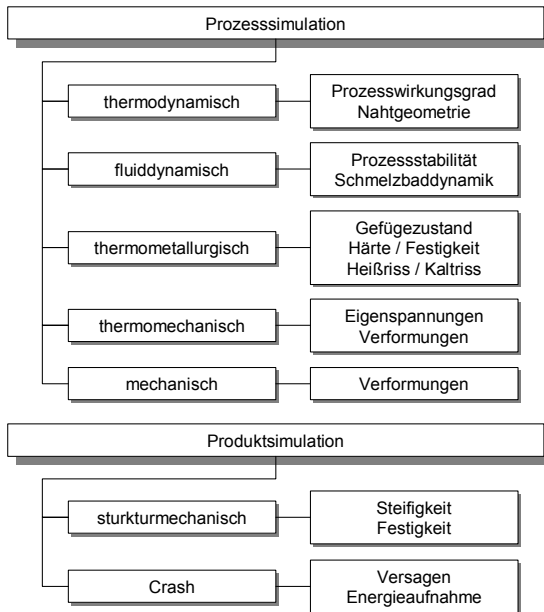 Prozesssimulation
thermodynamisch
Prozesswirkungsgrad
Nahtgeometrie
fluiddynamisch
Prozessstabilität
Schmelzbaddynamik
thermometallurgisch
Gefügezustand
Härte / Festigkeit
Heißriss / Kaltriss
thermomechanisch
Eigenspannungen
Verformungen
mechanisch
Verformungen
Produktsimulation
sturkturmechanisch
Steifigkeit
Festigkeit
Crash
Versagen
Energieaufnahme